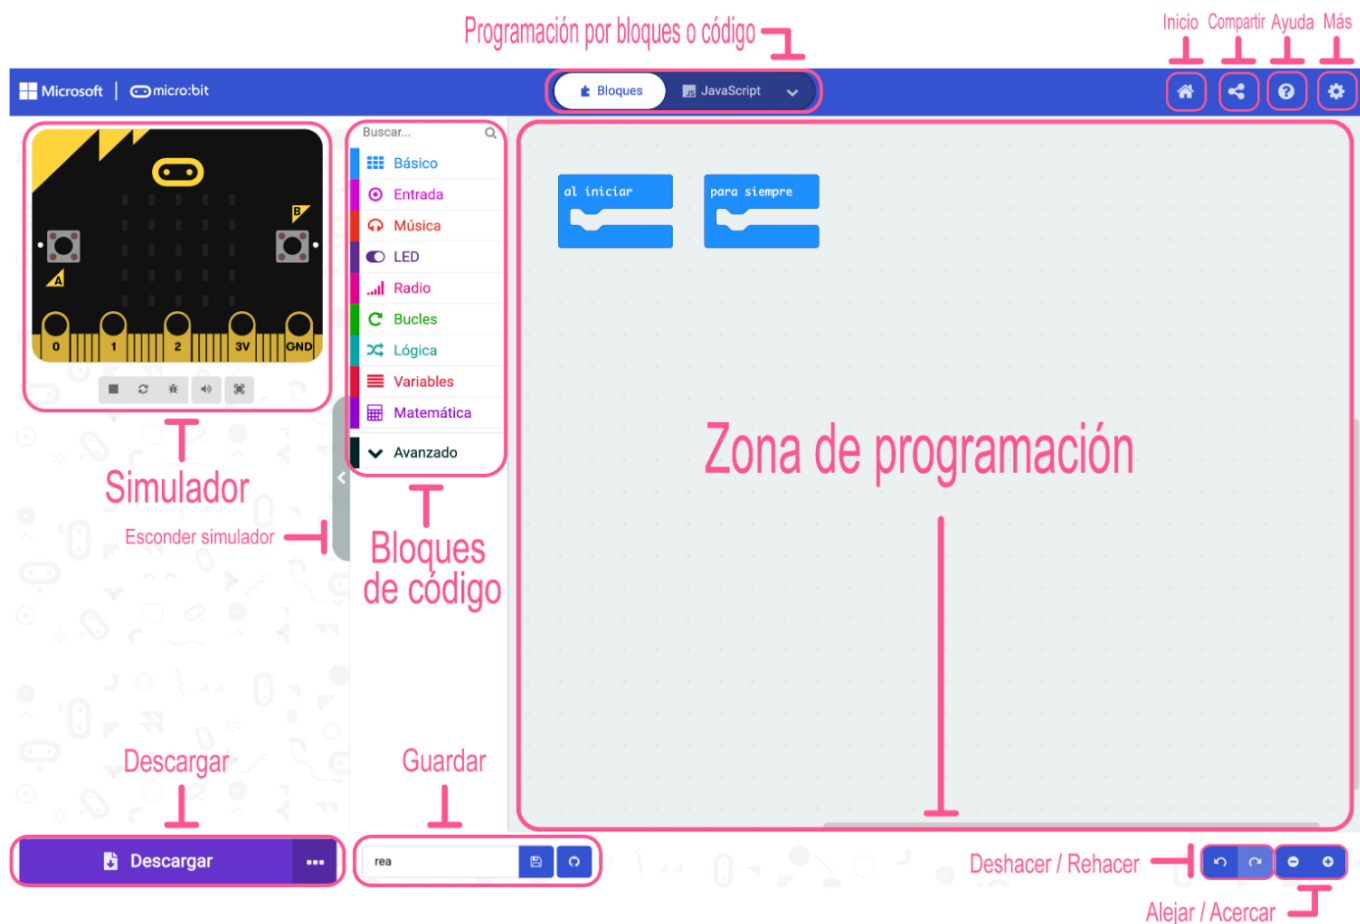 Programación por bloques o código
Inicio Compartir Ayuda Más
Microsoft micro:bit
Bloques
JS JavaScript
Buscar...
Básico
Entrada
Música
LED
Radio
Bucles
Lógica
Variables
Matemática
Avanzado
A
B
0 1 2 3V GND
al iniciar
para siempre
Simulador
Esconder simulador
Bloques
de código
Zona de programación
Descargar
Guardar
Descargar
rea
Deshacer / Rehacer
Alejar / Acercar